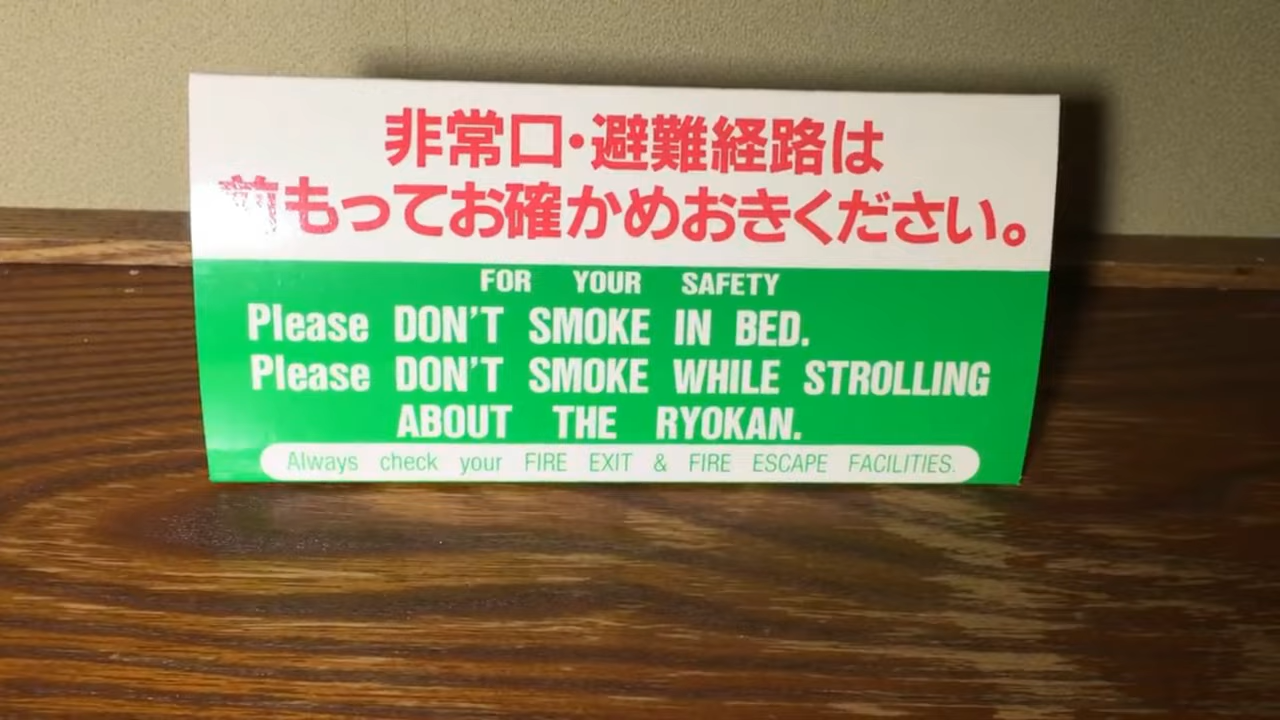 非常口・避難経路は
前もってお確かめおきください。
FOR YOUR SAFETY
Please DON'T SMOKE IN BED.
Please DON'T SMOKE WHILE STROLLING
ABOUT THE RYOKAN.
Always check your FIRE EXIT & FIRE ESCAPE FACILITIES.